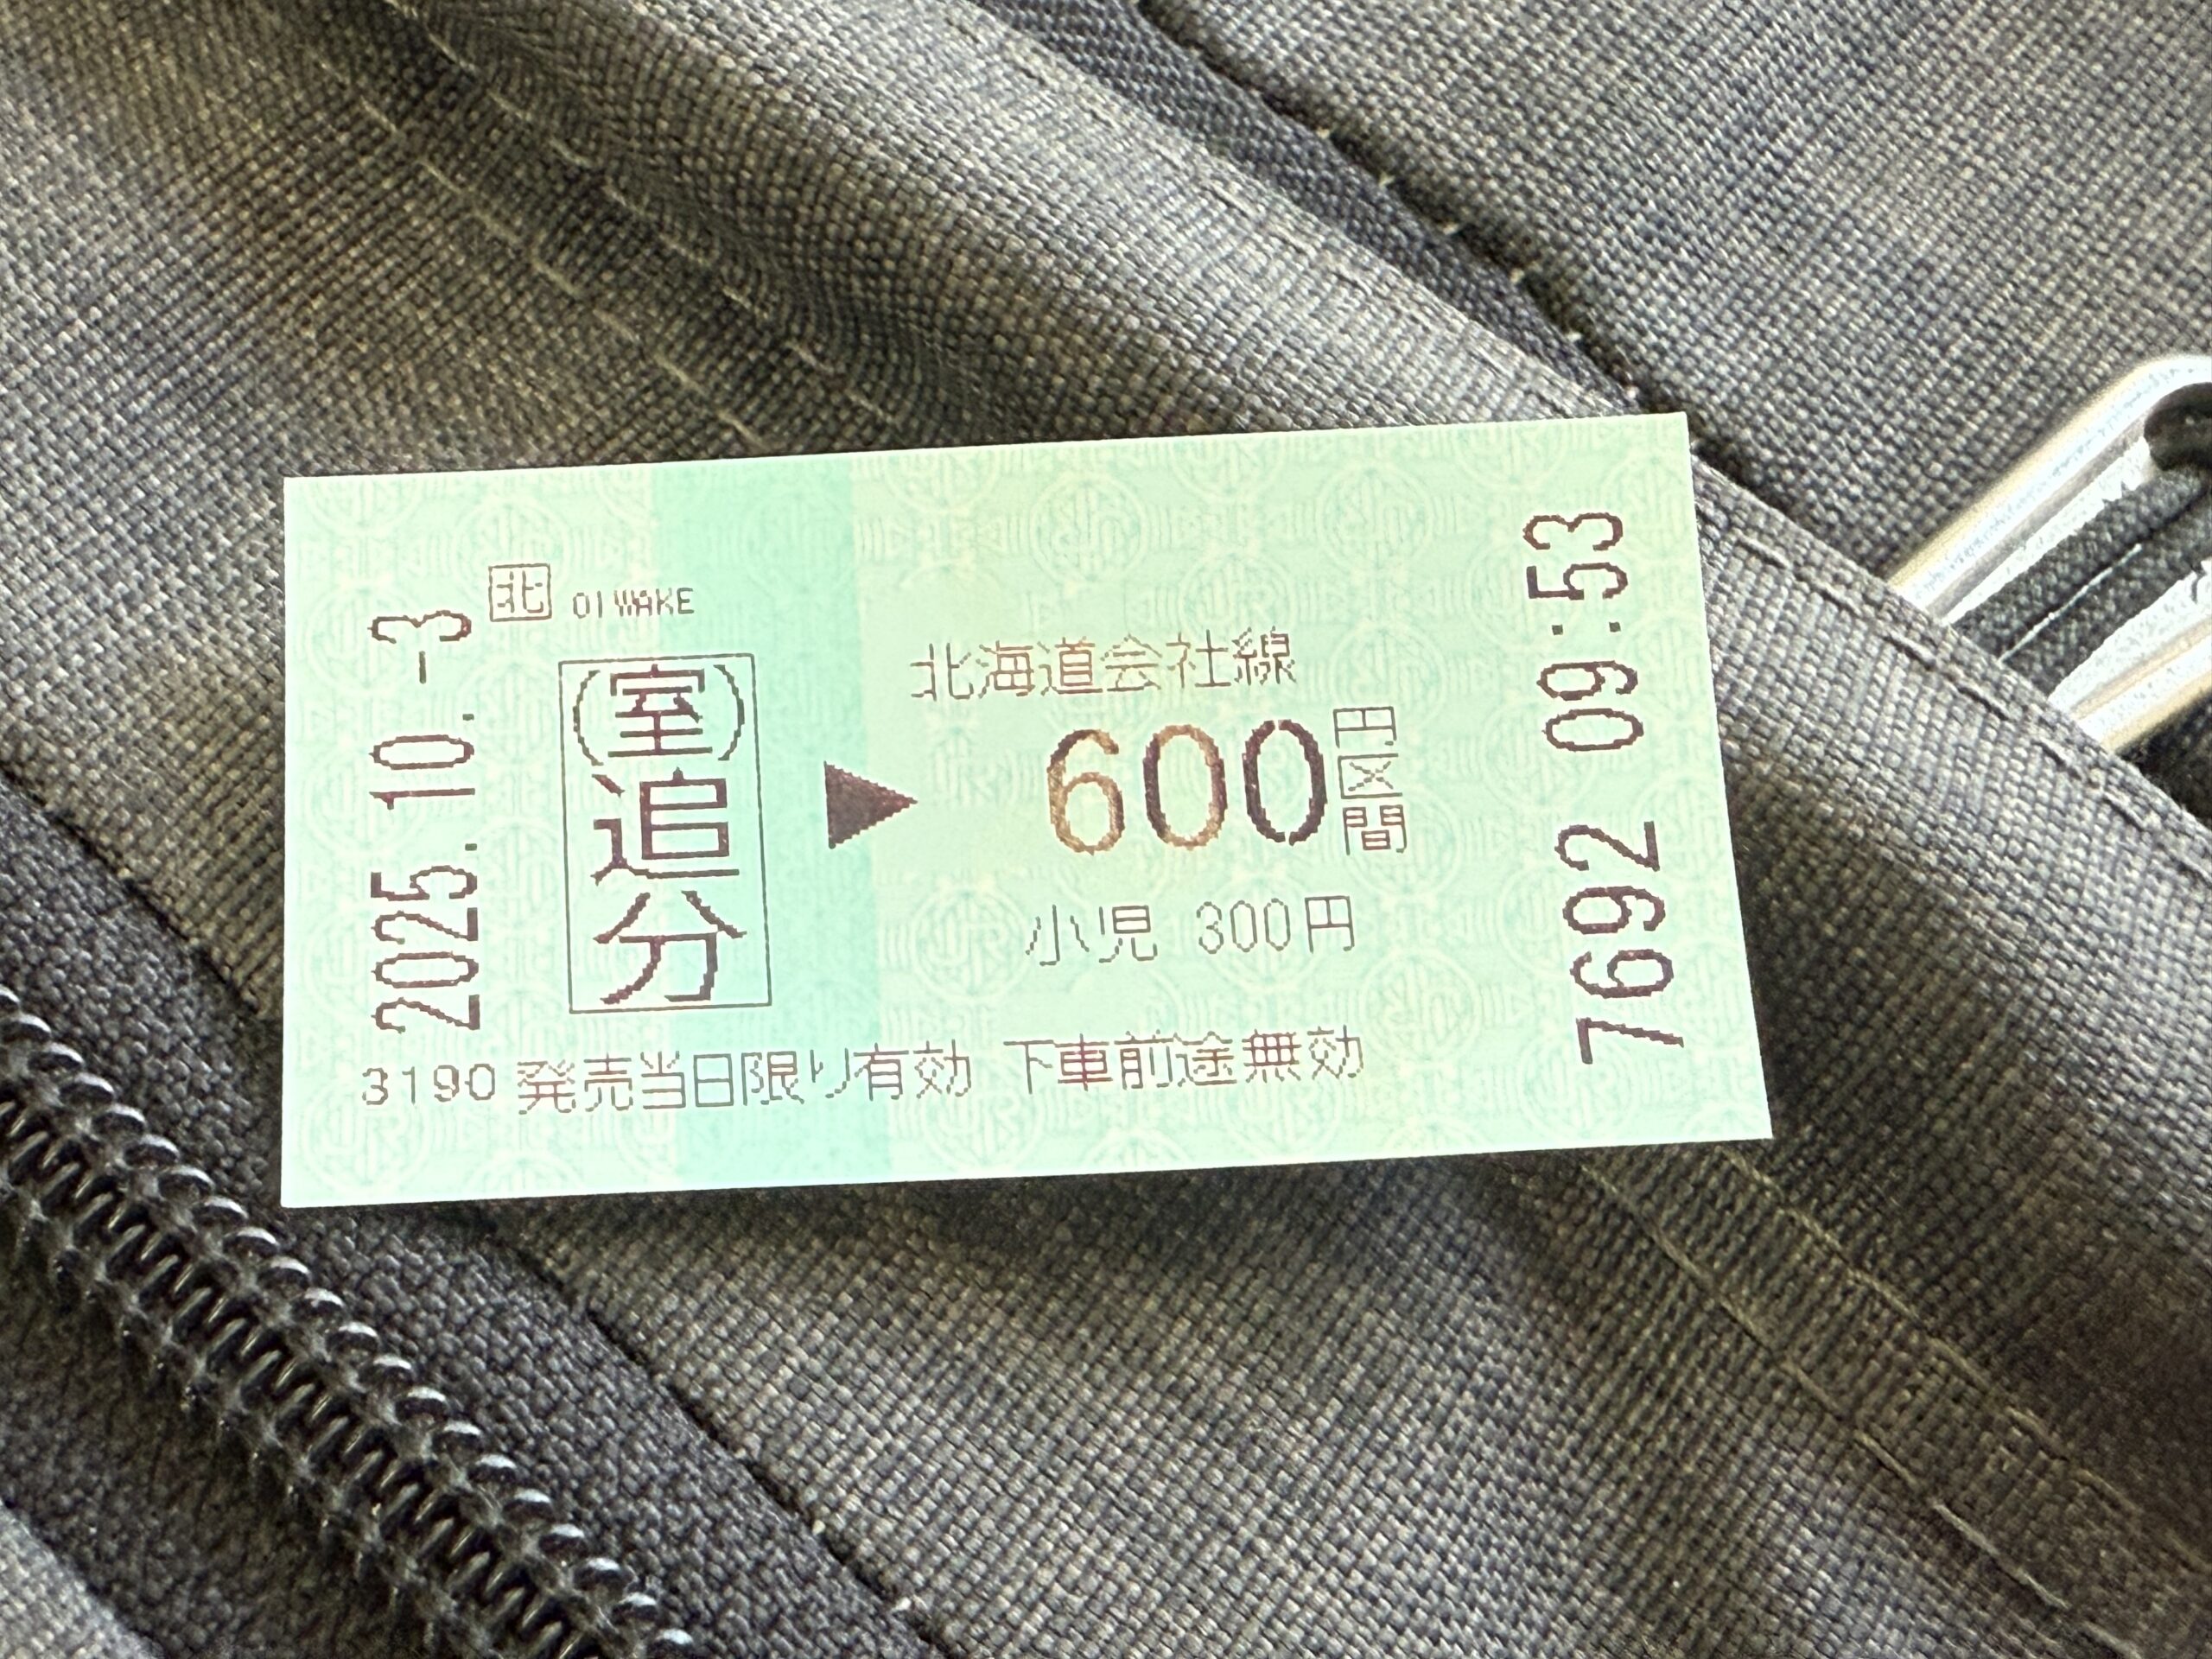 2025.10.-3
北 OIWAKE
(室)追分
北海道会社線
600円区間
小児 300円
3190 発売当日限り有効 下車前途無効
7692 09:53